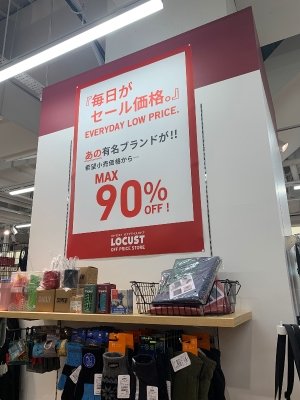 『毎日が
セール価格。』
EVERYDAY LOW PRICE.
あの有名ブランドが!!
希望小売価格から…
MAX
90%
OFF!
LOCUST
OFF PRICE STORE